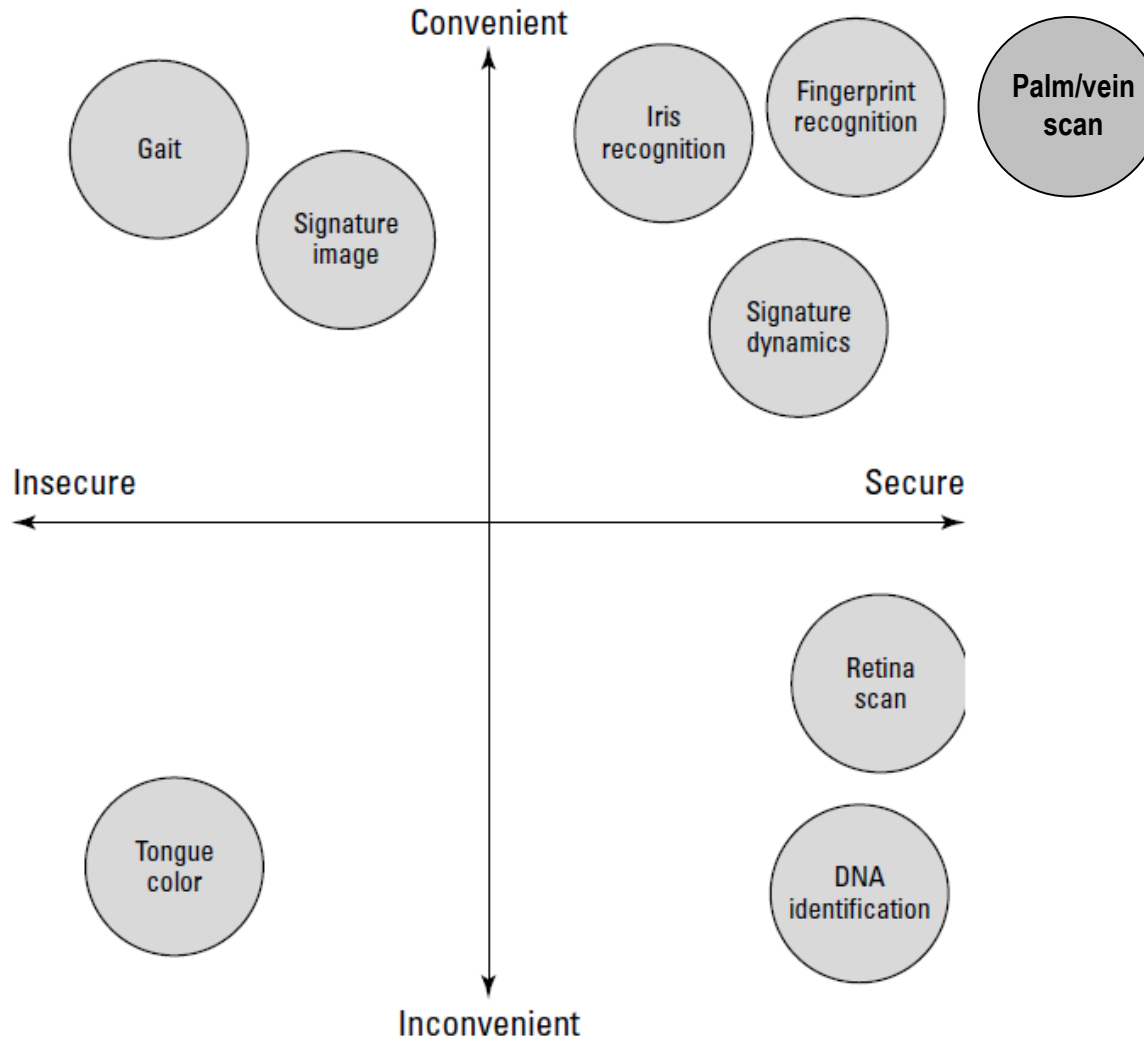 Convenient
Gait
Signature
image
Iris
recognition
Fingerprint
recognition
Palm/vein
scan
Signature
dynamics
Insecure
Secure
Retina
scan
Tongue
color
DNA
identification
Inconvenient